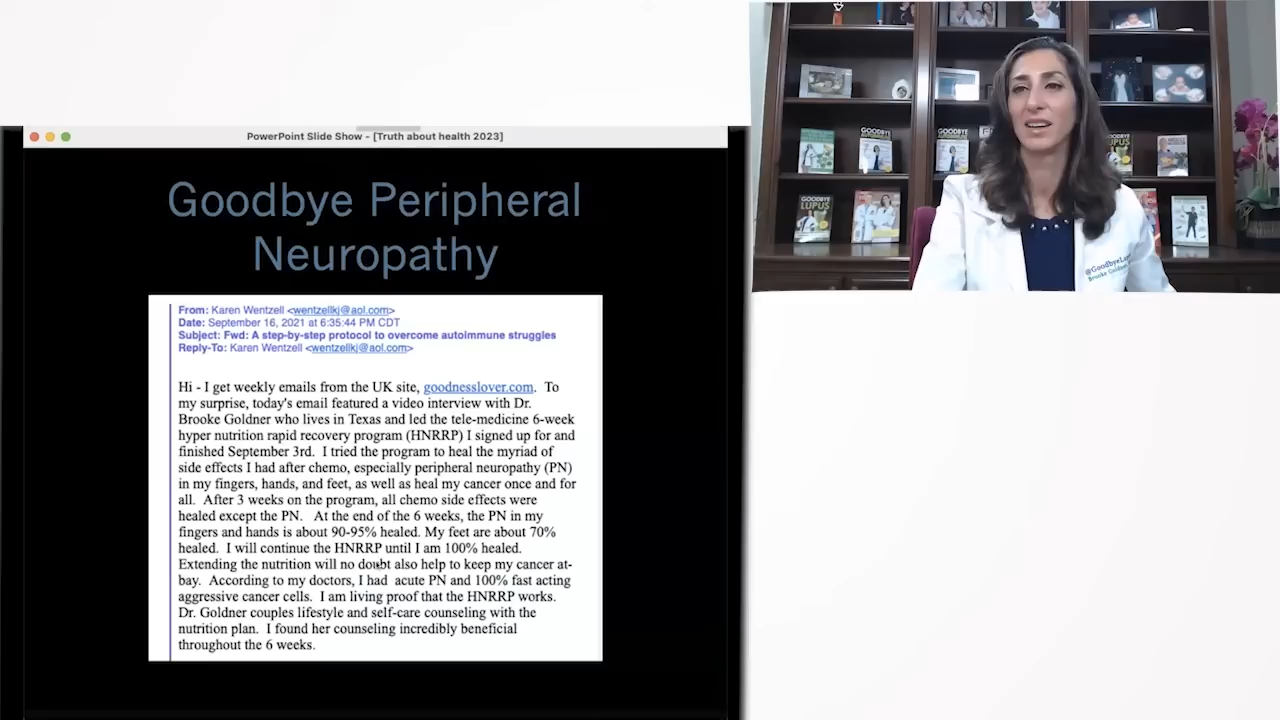 PowerPoint Slide Show - [Truth about health 2023]
Goodbye Peripheral
Neuropathy
From: Karen Wentzell <wentzellkj@aol.com>
Date: September 16, 2021 at 6:35:44 PM CDT
Subject: Fwd: A step-by-step protocol to overcome autoimmune struggles
Reply-To: Karen Wentzell <wentzellkj@aol.com>
Hi - I get weekly emails from the UK site, goodnesslover.com. To
my surprise, today's email featured a video interview with Dr.
Brooke Goldner who lives in Texas and led the tele-medicine 6-week
hyper nutrition rapid recovery program (HNRRP) I signed up for and
finished September 3rd. I tried the program to heal the myriad of
side effects I had after chemo, especially peripheral neuropathy (PN)
in my fingers, hands, and feet, as well as heal my cancer once and for
all. After 3 weeks on the program, all chemo side effects were
healed except the PN. At the end of the 6 weeks, the PN in my
fingers and hands is about 90-95% healed. My feet are about 70%
healed. I will continue the HNRRP until I am 100% healed.
Extending the nutrition will no doubt also help to keep my cancer at-
bay. According to my doctors, I had acute PN and 100% fast acting
aggressive cancer cells. I am living proof that the HNRRP works.
Dr. Goldner couples lifestyle and self-care counseling with the
nutrition plan. I found her counseling incredibly beneficial
throughout the 6 weeks.
GOODBYE
GOODBYE
LUPUS
GOODBYE
LUPUS
@GoodbyeLu
Brooke Goldner